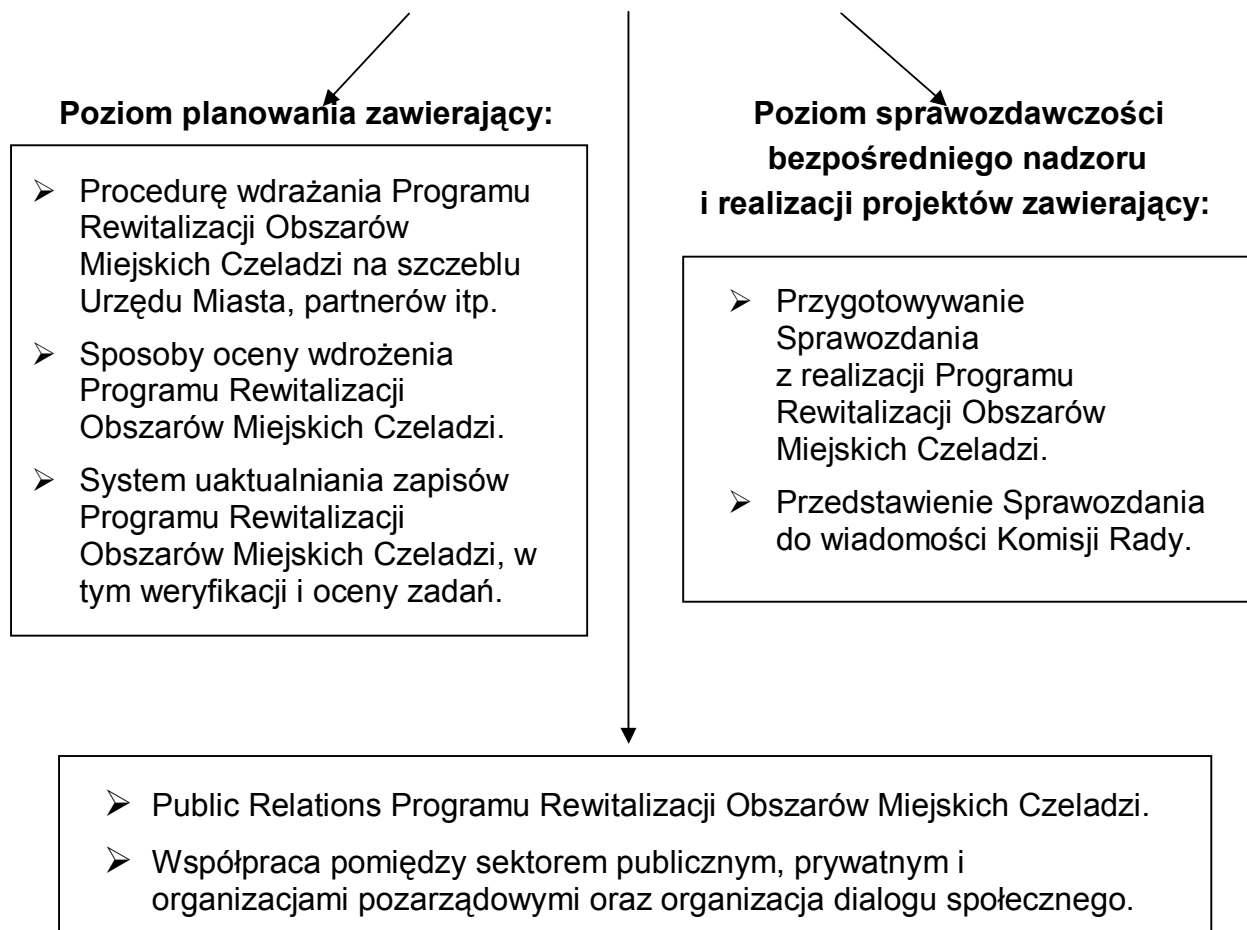 Poziom planowania zawierający:
➢ Procedurę wdrażania Programu
Rewitalizacji Obszarów
Miejskich Czeladzi na szczeblu
Urzędu Miasta, partnerów itp.
➢ Sposoby oceny wdrożenia
Programu Rewitalizacji
Obszarów Miejskich Czeladzi.
➢ System uaktualniania zapisów
Programu Rewitalizacji
Obszarów Miejskich Czeladzi, w
tym weryfikacji i oceny zadań.
Poziom sprawozdawczości
bezpośredniego nadzoru
i realizacji projektów zawierający:
➢ Przygotowywanie
Sprawozdania
z realizacji Programu
Rewitalizacji Obszarów
Miejskich Czeladzi.
➢ Przedstawienie Sprawozdania
do wiadomości Komisji Rady.
➢ Public Relations Programu Rewitalizacji Obszarów Miejskich Czeladzi.
➢ Współpraca pomiędzy sektorem publicznym, prywatnym i
organizacjami pozarządowymi oraz organizacja dialogu społecznego.